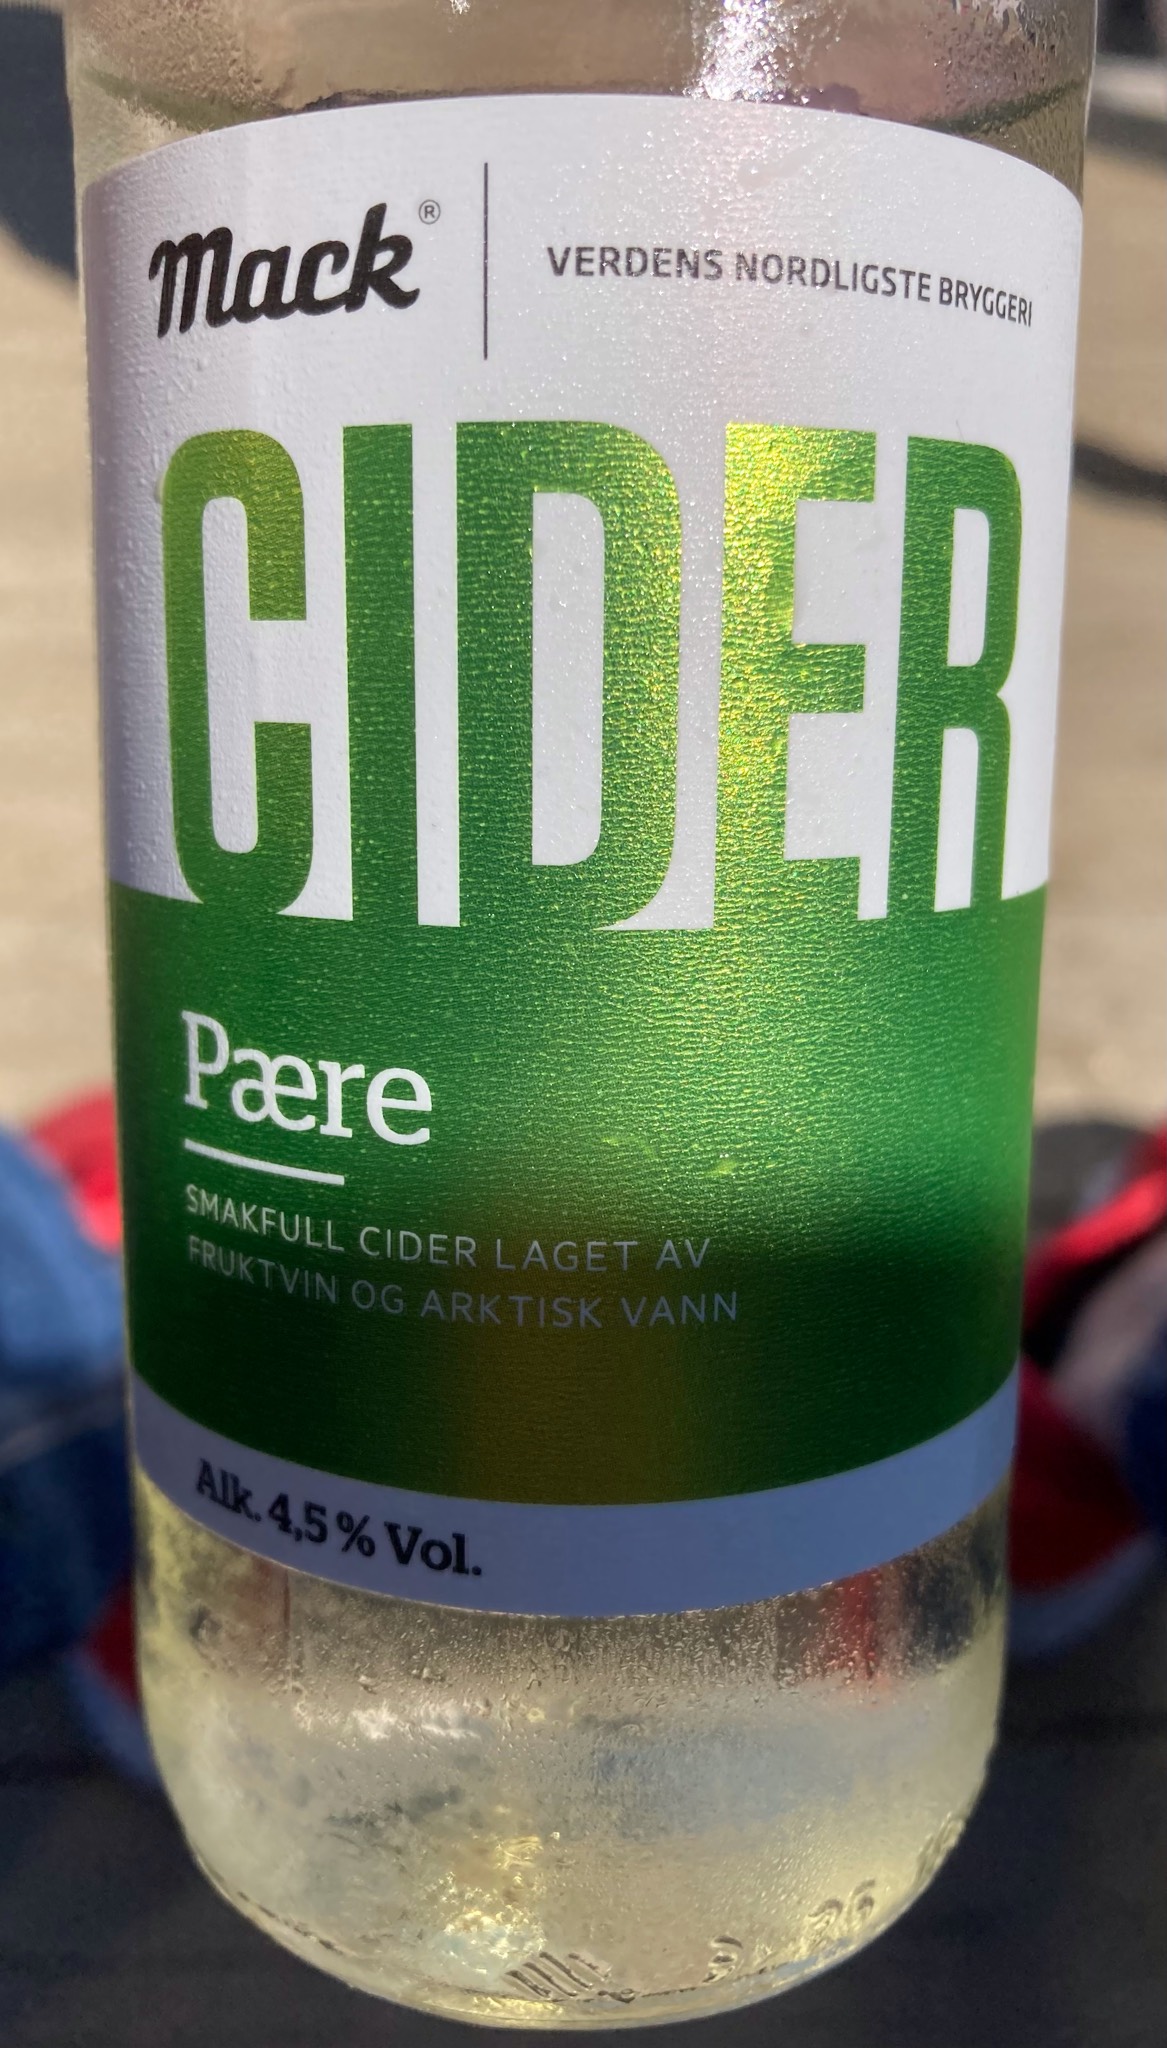 Mack®
VERDENS NORDLIGSTE BRYGGERI
CIDER
Pære
SMAKFULL CIDER LAGET AV
FRUKTVIN OG ARKTISK VANN
Alk. 4,5 % Vol.